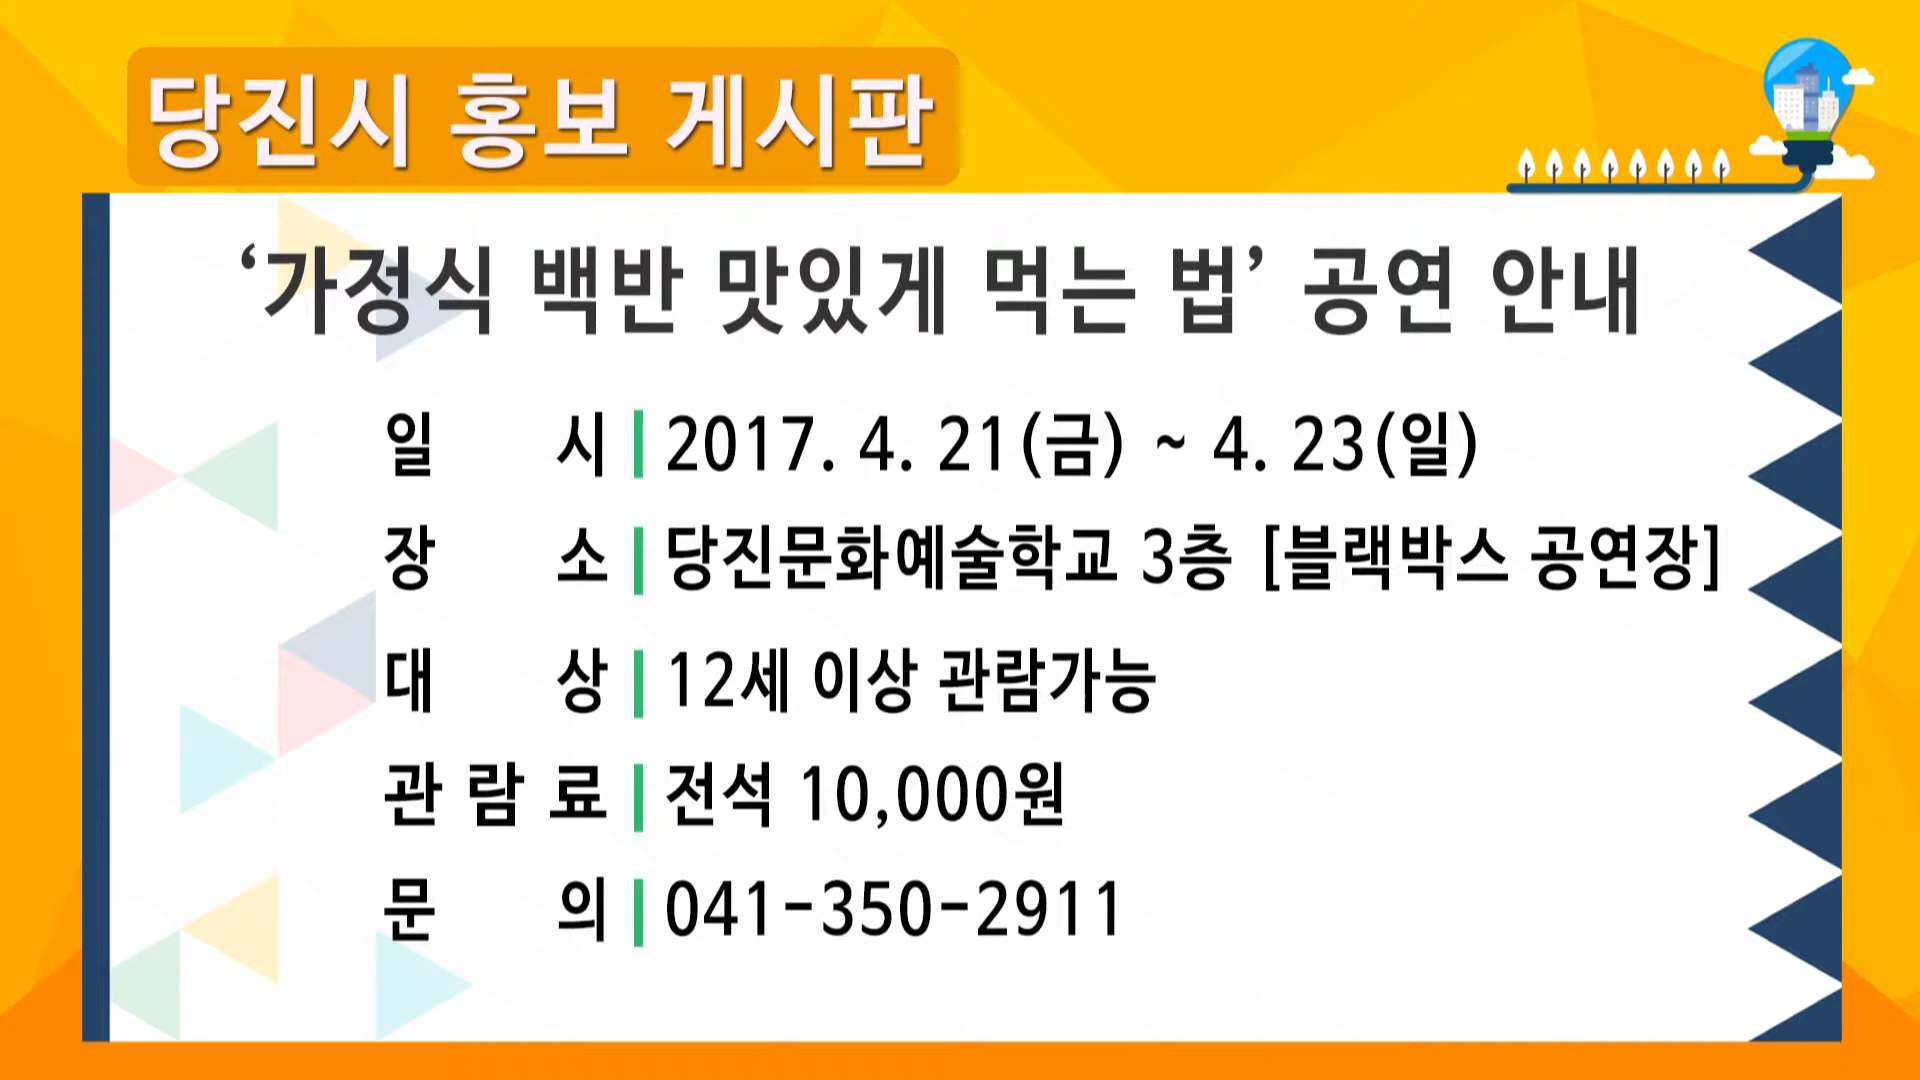 당진시 홍보 게시판
‘가정식 백반 맛있게 먹는 법’ 공연 안내
일 시 | 2017. 4. 21(금) ~ 4. 23(일)
장 소 | 당진문화예술학교 3층 [블랙박스 공연장]
대 상 | 12세 이상 관람가능
관 람 료 | 전석 10,000원
문 의 | 041-350-2911